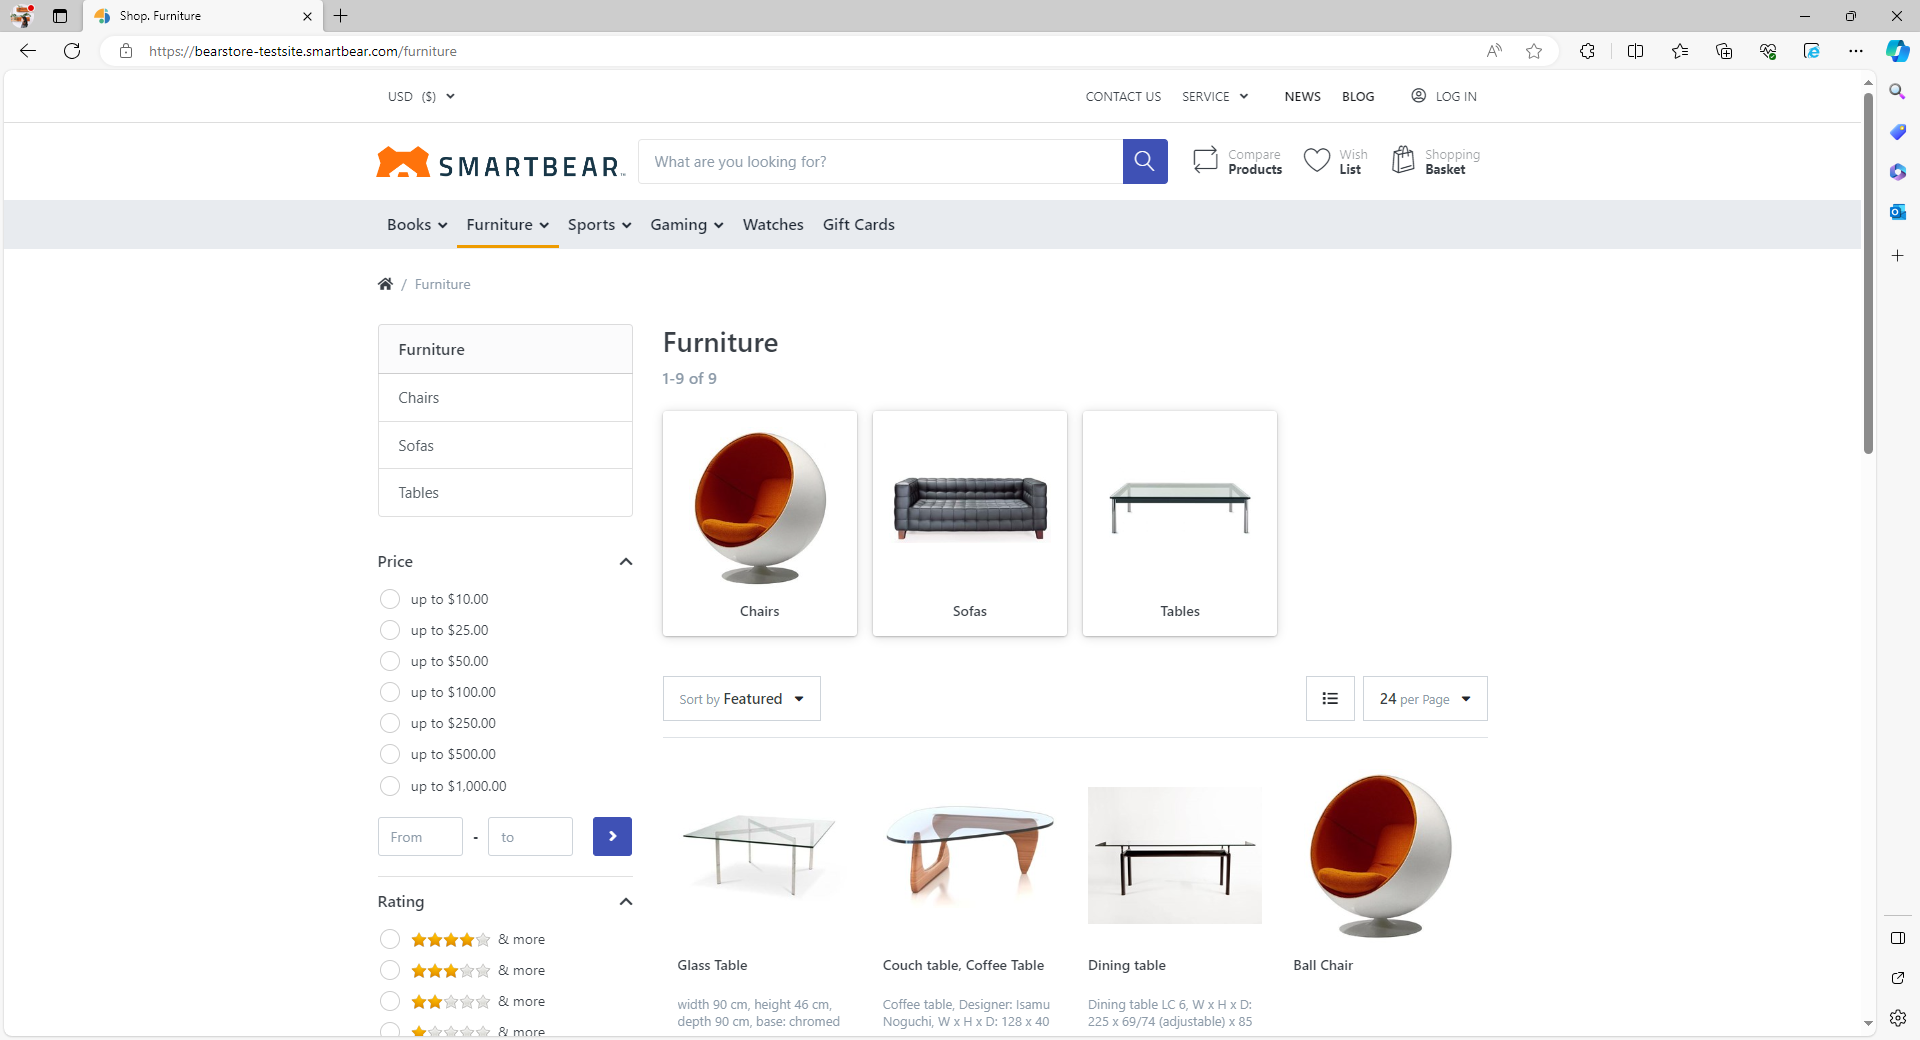 Shop. Furniture
https://bearstore-testsite.smartbear.com/furniture
USD ($)
CONTACT US
SERVICE
NEWS
BLOG
LOG IN
SMARTBEAR
What are you looking for?
Compare
Products
Wish
List
Shopping
Basket
Books
Furniture
Sports
Gaming
Watches
Gift Cards
/ Furniture
Furniture
Chairs
Sofas
Tables
Price
up to $10.00
up to $25.00
up to $50.00
up to $100.00
up to $250.00
up to $500.00
up to $1,000.00
From - to
Rating
& more
& more
& more
& more
Furniture
1-9 of 9
Chairs
Sofas
Tables
Sort by Featured
24 per Page
Glass Table
width 90 cm, height 46 cm,
depth 90 cm, base: chromed
Couch table, Coffee Table
Coffee table, Designer: Isamu
Noguchi, W x H x D: 128 x 40
Dining table
Dining table LC 6, W x H x D:
225 x 69/74 (adjustable) x 85
Ball Chair